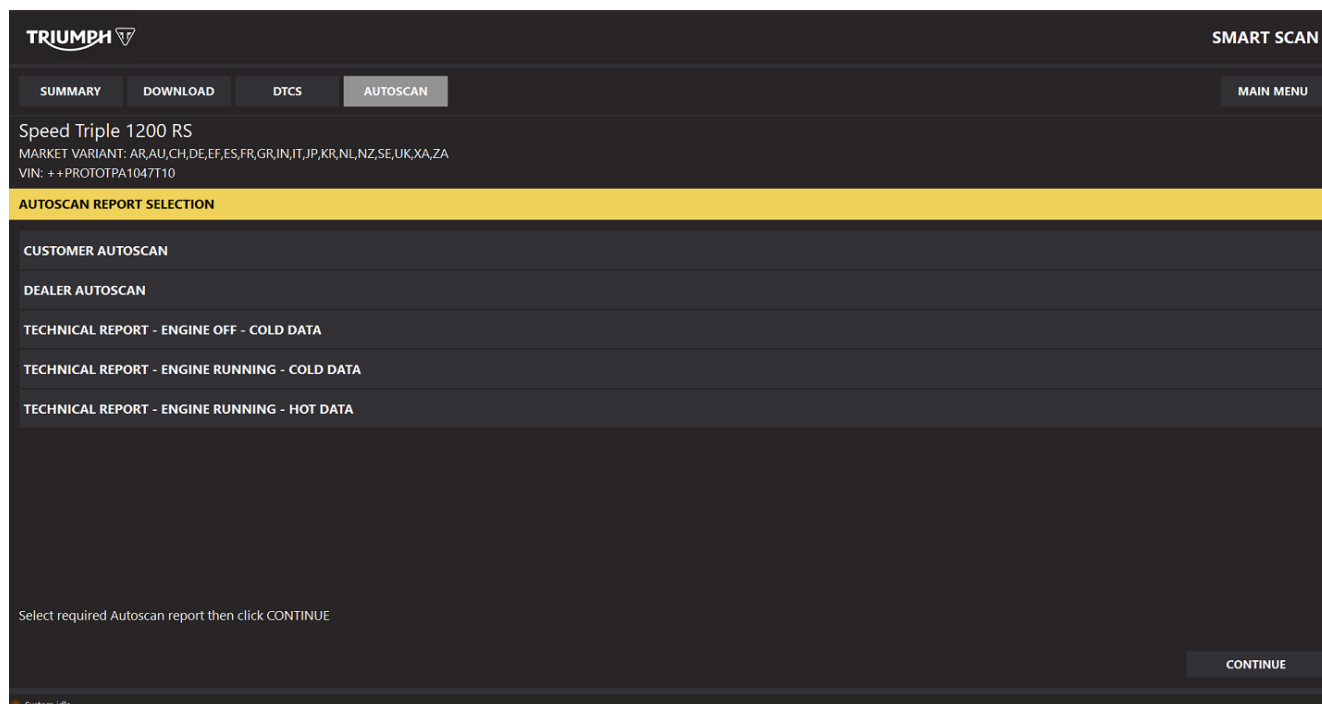 TRIUMPH
SMART SCAN
SUMMARY DOWNLOAD DTCS AUTOSCAN MAIN MENU
Speed Triple 1200 RS
MARKET VARIANT: AR,AU,CH,DE,EF,ES,FR,GR,IN,IT,JP,KR,NL,NZ,SE,UK,XA,ZA
VIN: ++PROTOTPA1047T10
AUTOSCAN REPORT SELECTION
CUSTOMER AUTOSCAN
DEALER AUTOSCAN
TECHNICAL REPORT - ENGINE OFF - COLD DATA
TECHNICAL REPORT - ENGINE RUNNING - COLD DATA
TECHNICAL REPORT - ENGINE RUNNING - HOT DATA
Select required Autoscan report then click CONTINUE
CONTINUE
System idle